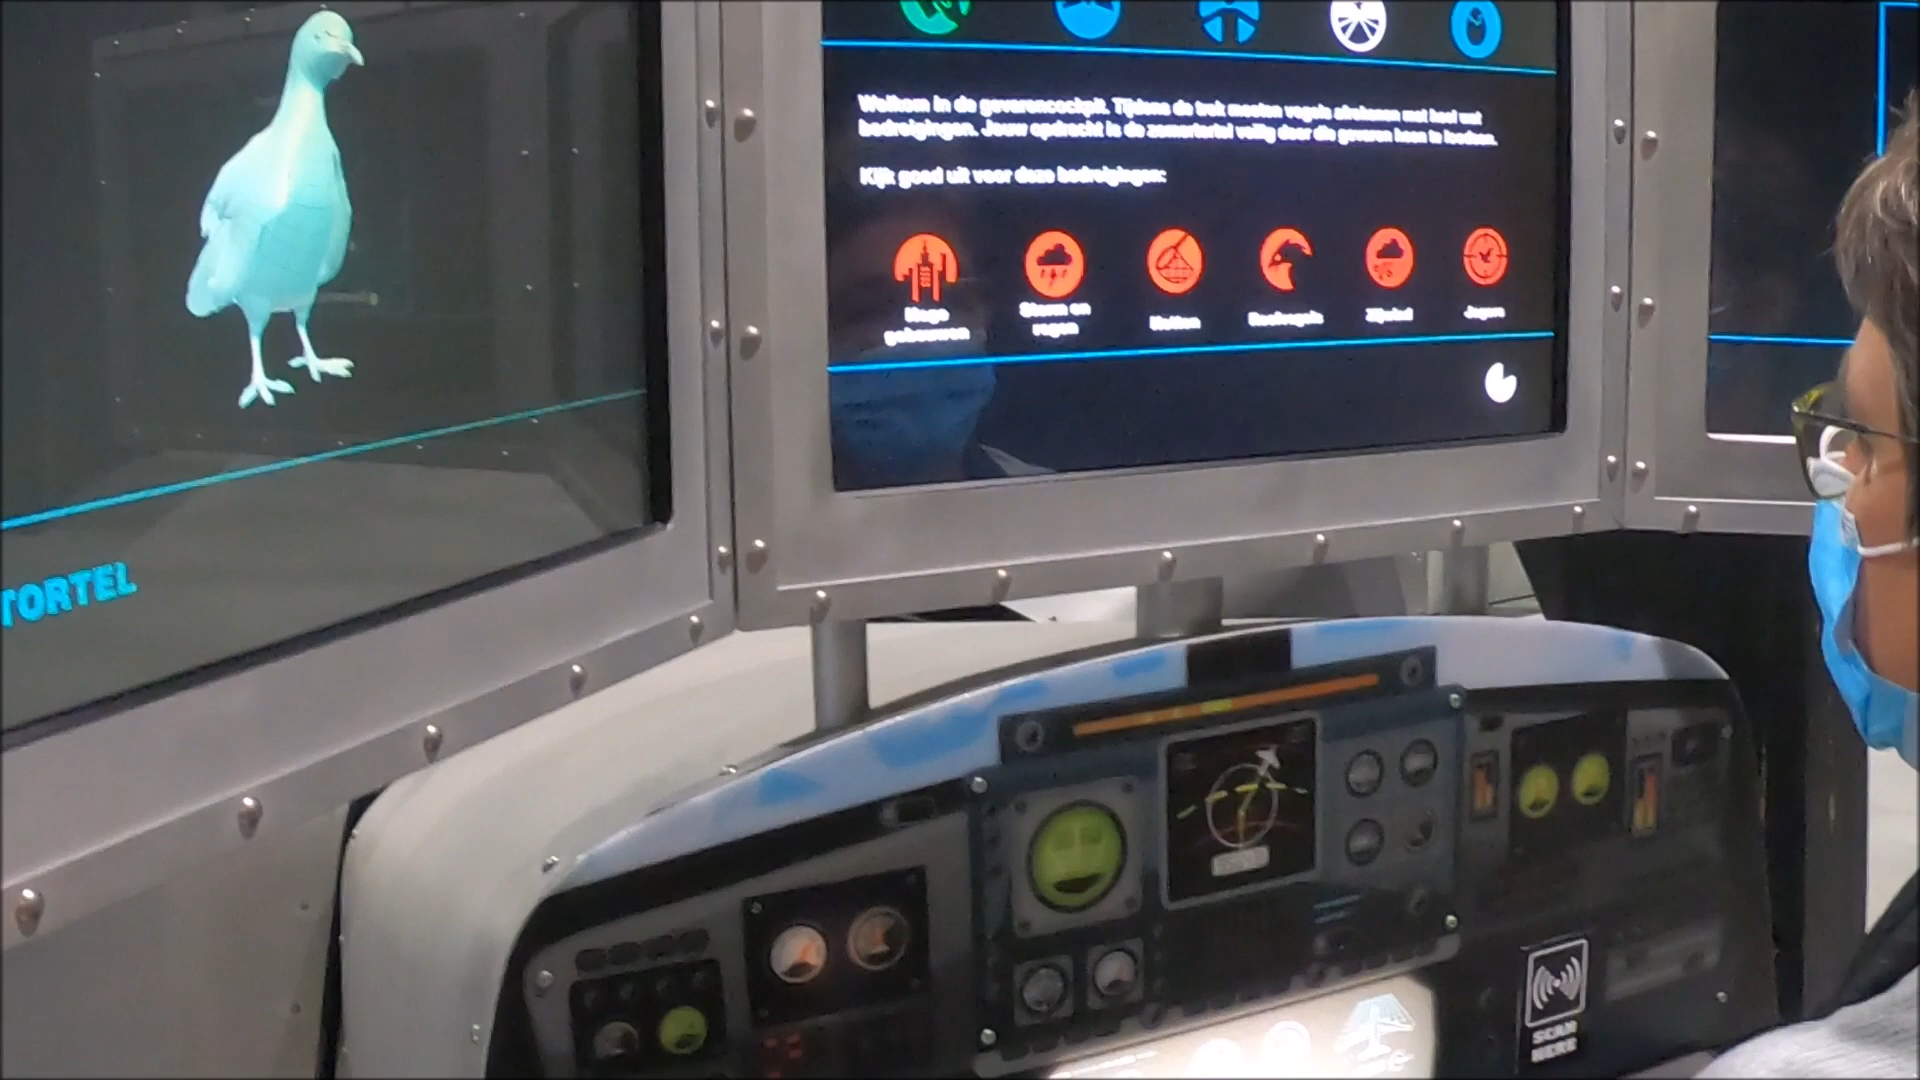 Welkom in de gevarencockpit. Tijdens de trek moeten vogels afrekenen met heel wat
bedreigingen. Jouw opdracht is de zomertortel veilig door die gevaren heen te loodsen.
Kijk goed uit voor deze bedreigingen:
Hoge
gebouwen
Storm en
regen
Netten
Roofvogels
Jagers
TORTEL
SCAN
HERE